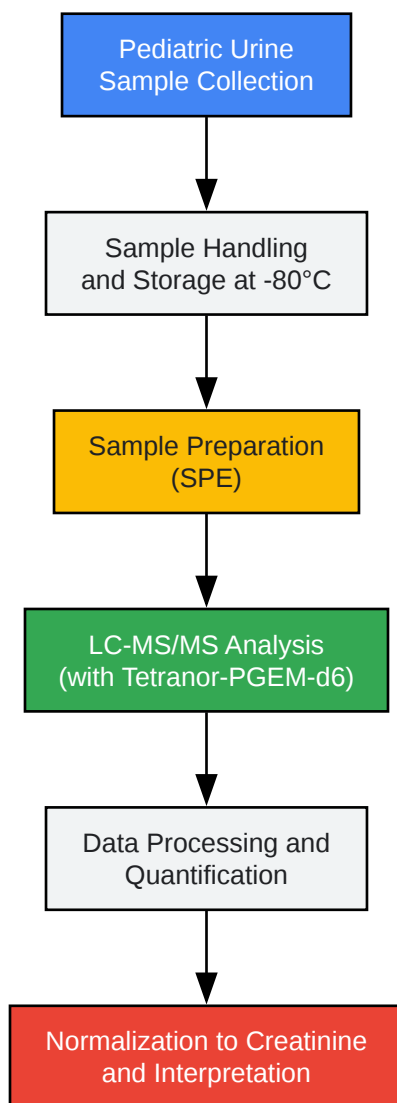 Pediatric Urine
Sample Collection
Sample Handling
and Storage at -80°C
Sample Preparation
(SPE)
LC-MS/MS Analysis
(with Tetranor-PGEM-d6)
Data Processing and
Quantification
Normalization to Creatinine
and Interpretation